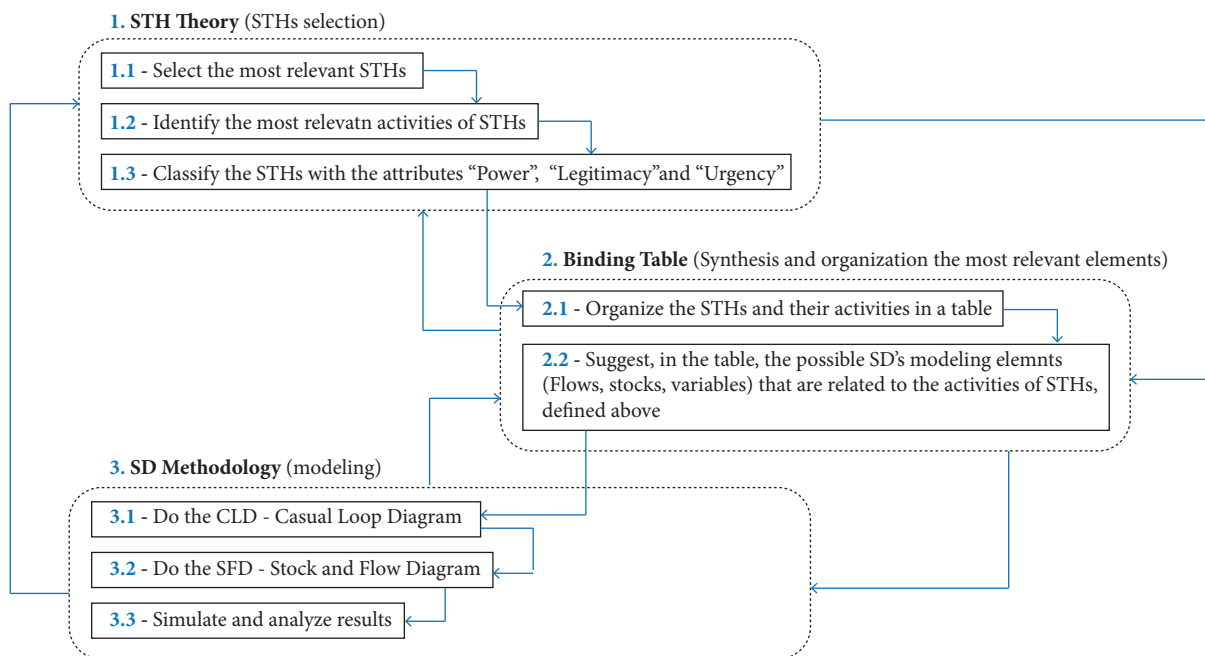 1. STH Theory (STHs selection)
1.1 - Select the most relevant STHs
1.2 - Identify the most relevatn activities of STHs
1.3 - Classify the STHs with the attributes “Power”, “Legitimacy”and “Urgency”
2. Binding Table (Synthesis and organization the most relevant elements)
2.1 - Organize the STHs and their activities in a table
2.2 - Suggest, in the table, the possible SD’s modeling elemnts
(Flows, stocks, variables) that are related to the activities of STHs,
defined above
3. SD Methodology (modeling)
3.1 - Do the CLD - Casual Loop Diagram
3.2 - Do the SFD - Stock and Flow Diagram
3.3 - Simulate and analyze results